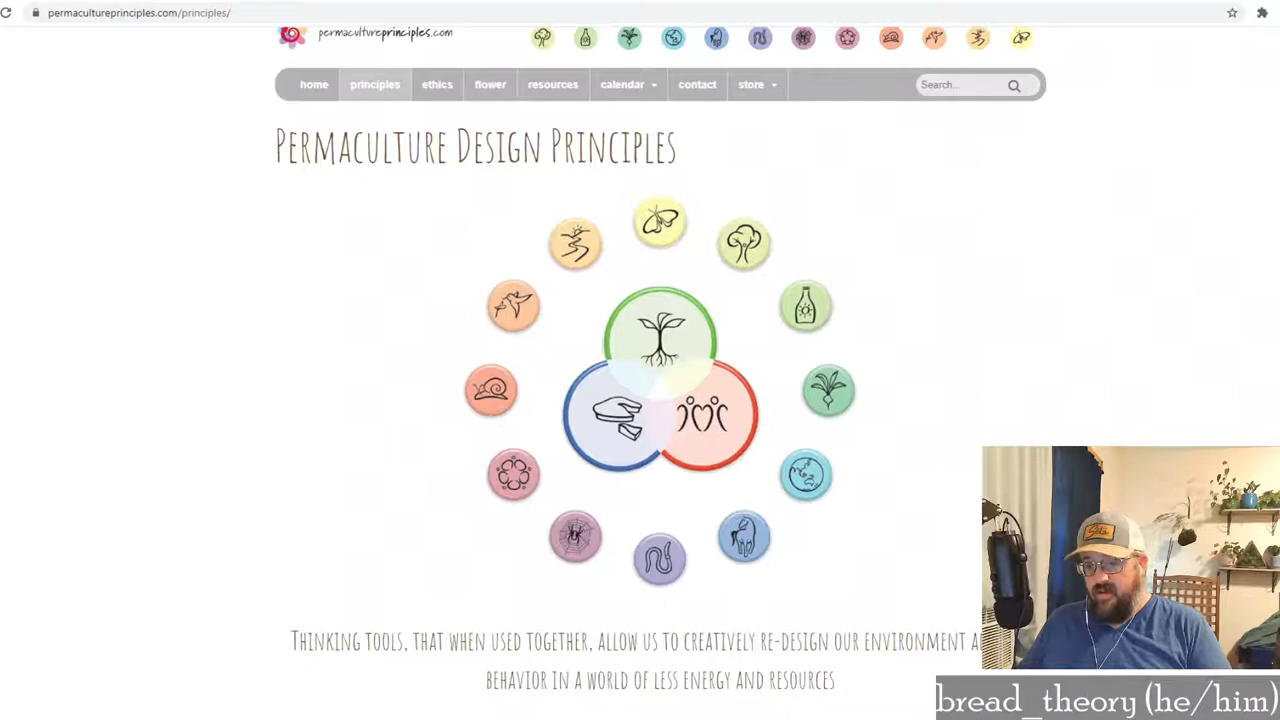 permacultureprinciples.com/principles/
permacultureprinciples.com
home principles ethics flower resources calendar contact store Search...
Permaculture Design Principles
Thinking tools, that when used together, allow us to creatively re-design our environment a
behavior in a world of less energy and resources
bread_theory (he/him)